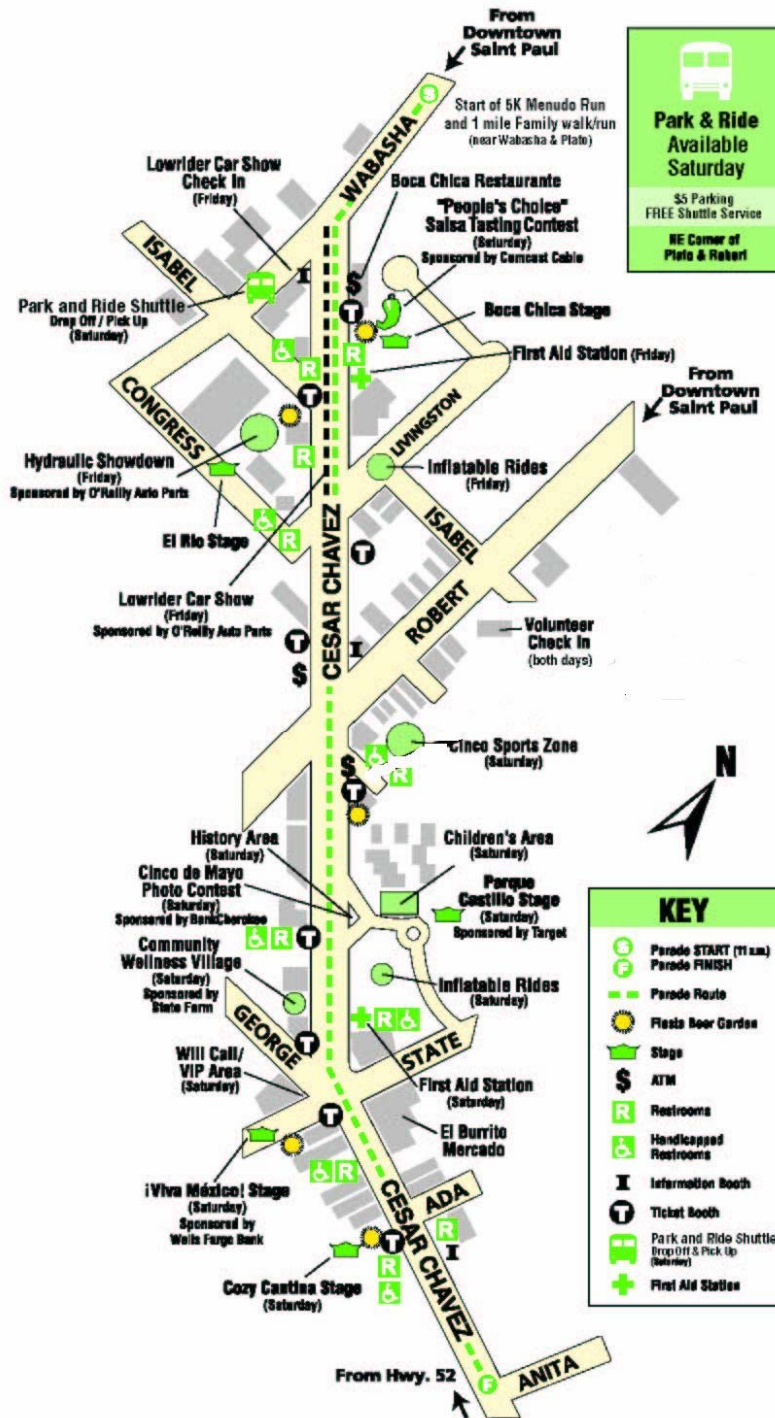 From
Downtown
Saint Paul
Start of 5K Menudo Run
and 1 mile Family walk/run
(near Wabasha & Plato)
Park & Ride
Available
Saturday
$5 Parking
FREE Shuttle Service
NE Corner of
Plato & Robert
S
WABASHA
Lowrider Car Show
Check In
(Friday)
Boca Chica Restaurante
"People's Choice"
Salsa Tasting Contest
(Saturday)
Sponsored by Comcast Cable
ISABEL
I
$
T
Park and Ride Shuttle
Drop Off / Pick Up
(Saturday)
Boca Chica Stage
R
R
First Aid Station (Friday)
T
From
Downtown
Saint Paul
CONGRESS
LIVINGSTON
Hydraulic Showdown
(Friday)
Sponsored by O'Reilly Auto Parts
R
Inflatable Rides
(Friday)
El Rio Stage
R
ISABEL
CESAR CHAVEZ
T
Lowrider Car Show
(Friday)
Sponsored by O'Reilly Auto Parts
ROBERT
T
I
$
Volunteer
Check In
(both days)
Cinco Sports Zone
(Saturday)
$
R
T
N
History Area
(Saturday)
Children's Area
(Saturday)
Cinco de Mayo
Photo Contest
(Saturday)
Sponsored by BankCherokee
Parque
Castillo Stage
(Saturday)
Sponsored by Target
R
T
Community
Wellness Village
(Saturday)
Sponsored by
State Farm
Inflatable Rides
(Saturday)
R
GEORGE
T
STATE
Will Call/
VIP Area
(Saturday)
First Aid Station
(Saturday)
T
El Burrito
Mercado
R
¡Viva México! Stage
(Saturday)
Sponsored by
Wells Fargo Bank
ADA
CESAR CHAVEZ
T
R
I
R
Cozy Cantina Stage
(Saturday)
From Hwy. 52
F
ANITA
KEY
S
Parade START (11 a.m.)
F
Parade FINISH
Parade Route
Fiesta Beer Garden
Stage
$
ATM
R
Restrooms
Handicapped
Restrooms
I
Information Booth
T
Ticket Booth
Park and Ride Shuttle
Drop Off & Pick Up
(Saturday)
First Aid Station